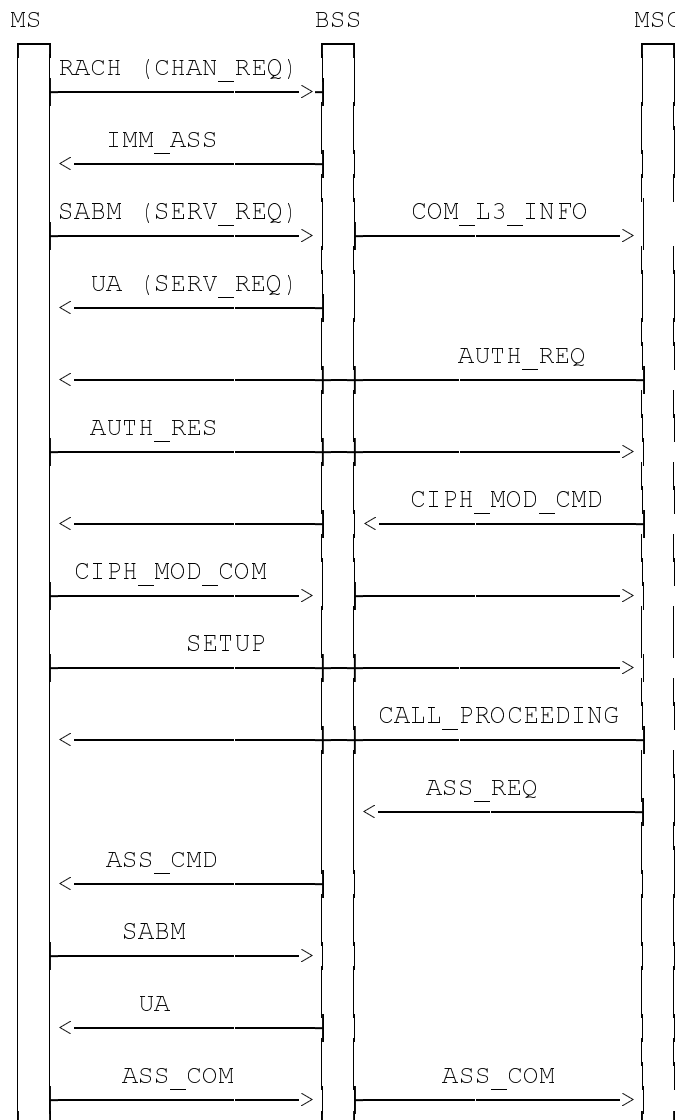 MS BSS MSC
RACH (CHAN_REQ)
IMM_ASS
SABM (SERV_REQ) COM_L3_INFO
UA (SERV_REQ)
AUTH_REQ
AUTH_RES
CIPH_MOD_CMD
CIPH_MOD_COM
SETUP
CALL_PROCEEDING
ASS_REQ
ASS_CMD
SABM
UA
ASS_COM ASS_COM